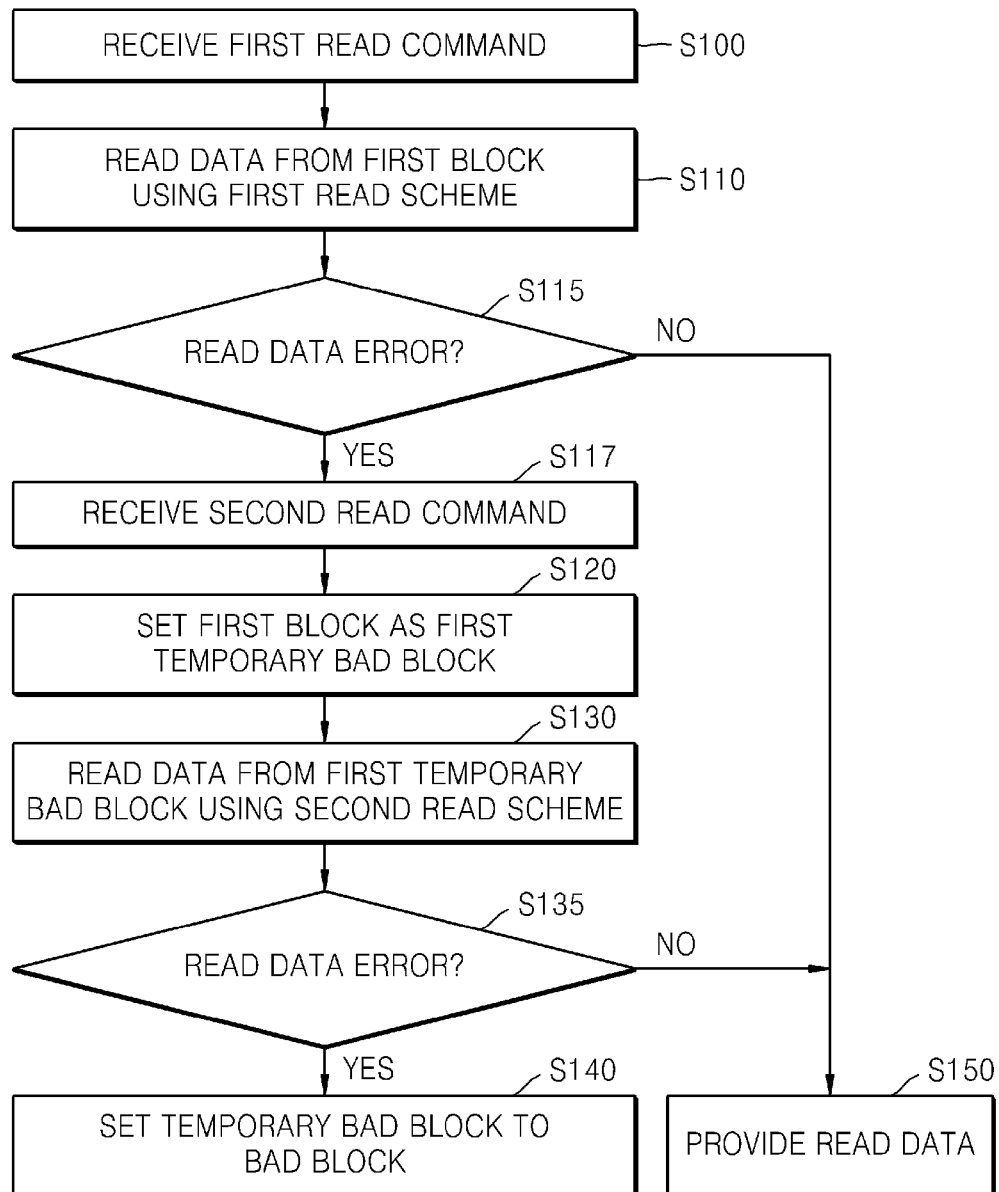 RECEIVE FIRST READ COMMAND
S100
READ DATA FROM FIRST BLOCK
USING FIRST READ SCHEME
S110
S115
READ DATA ERROR?
NO
YES
S117
RECEIVE SECOND READ COMMAND
S120
SET FIRST BLOCK AS FIRST
TEMPORARY BAD BLOCK
S130
READ DATA FROM FIRST TEMPORARY
BAD BLOCK USING SECOND READ SCHEME
S135
READ DATA ERROR?
NO
YES
S140
SET TEMPORARY BAD BLOCK TO
BAD BLOCK
S150
PROVIDE READ DATA